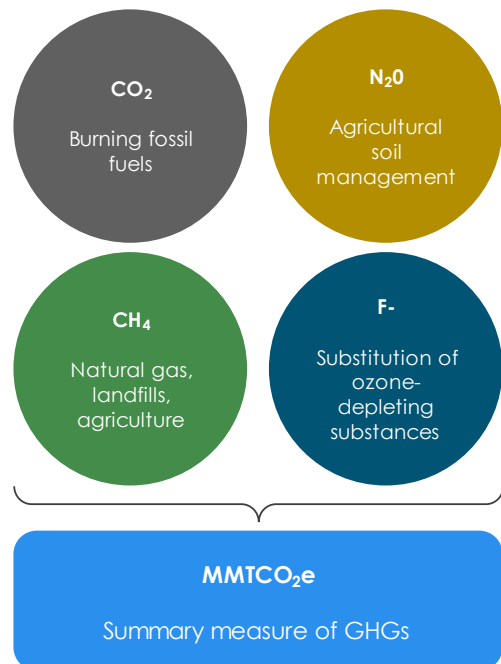 CO₂
Burning fossil
fuels
N₂0
Agricultural
soil
management
CH₄
Natural gas,
landfills,
agriculture
F-
Substitution of
ozone-
depleting
substances
MMTCO₂e
Summary measure of GHGs